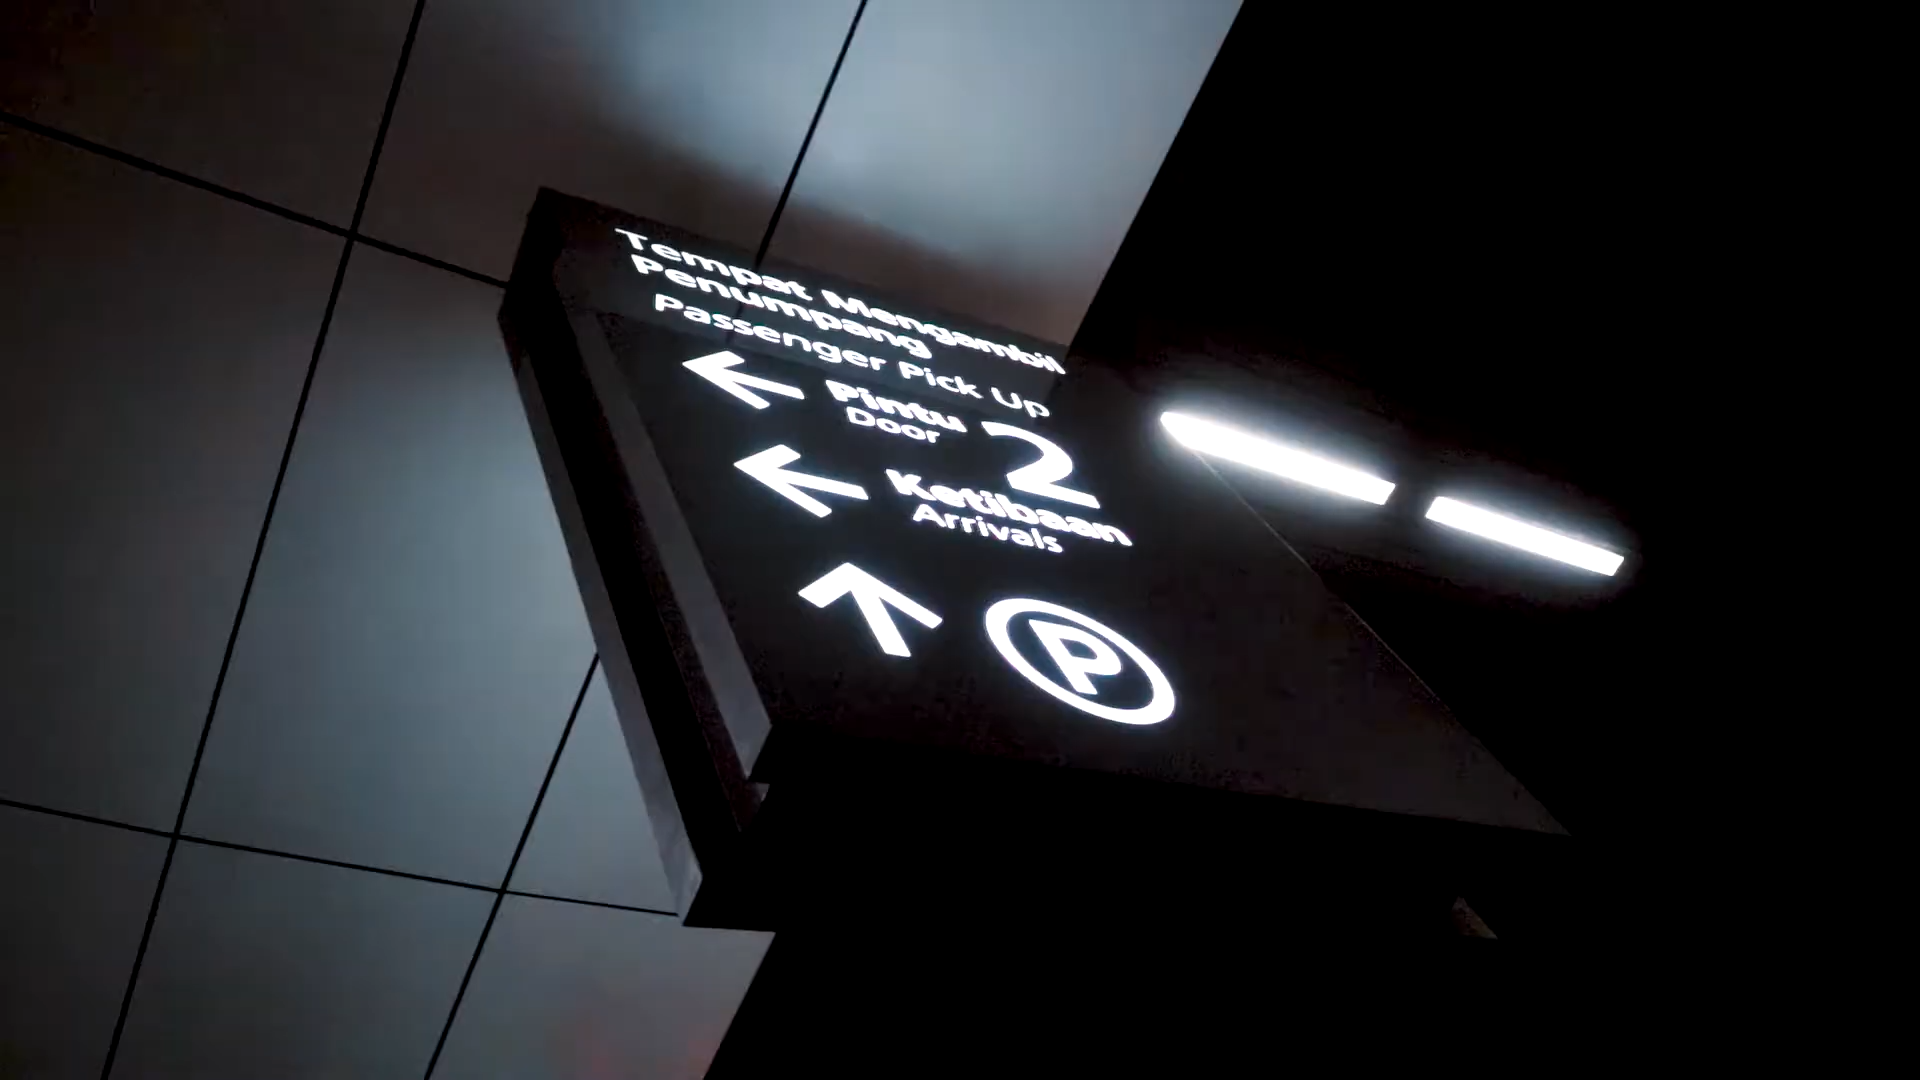 Tempat Mengambil
Penumpang
Passenger Pick Up
Pintu 2
Door
Ketibaan
Arrivals
P